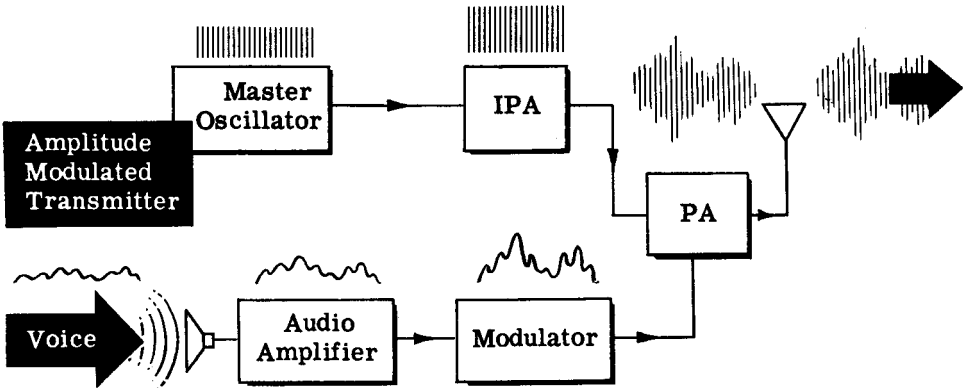 Master
Oscillator
IPA
Amplitude
Modulated
Transmitter
PA
Voice
Audio
Amplifier
Modulator